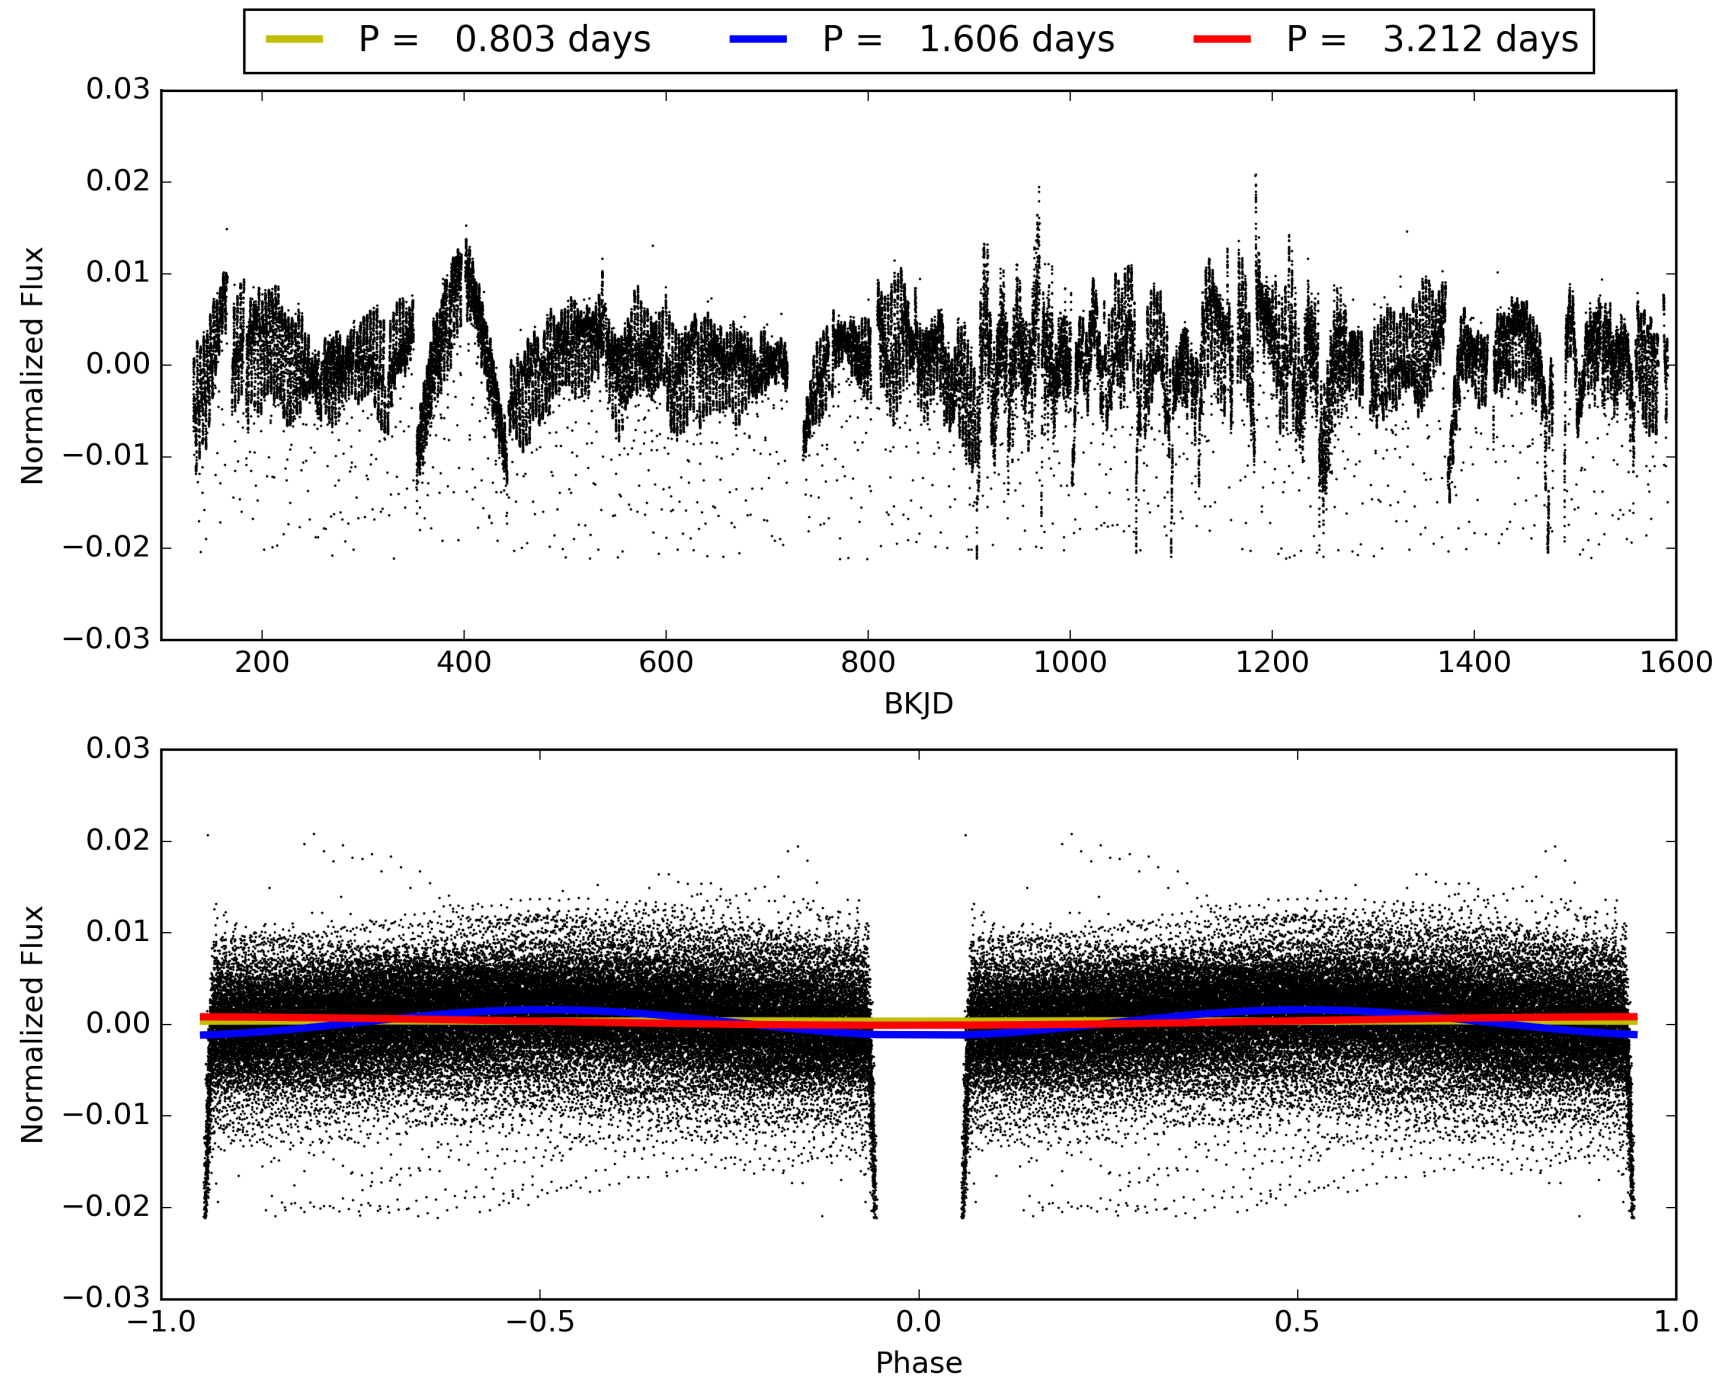 P = 0.803 days P = 1.606 days P = 3.212 days
0.03
0.02
0.01
0.00
−0.01
−0.02
−0.03
Normalized Flux
200 400 600 800 1000 1200 1400 1600
BKJD
0.03
0.02
0.01
0.00
−0.01
−0.02
−0.03
Normalized Flux
−1.0 −0.5 0.0 0.5 1.0
Phase